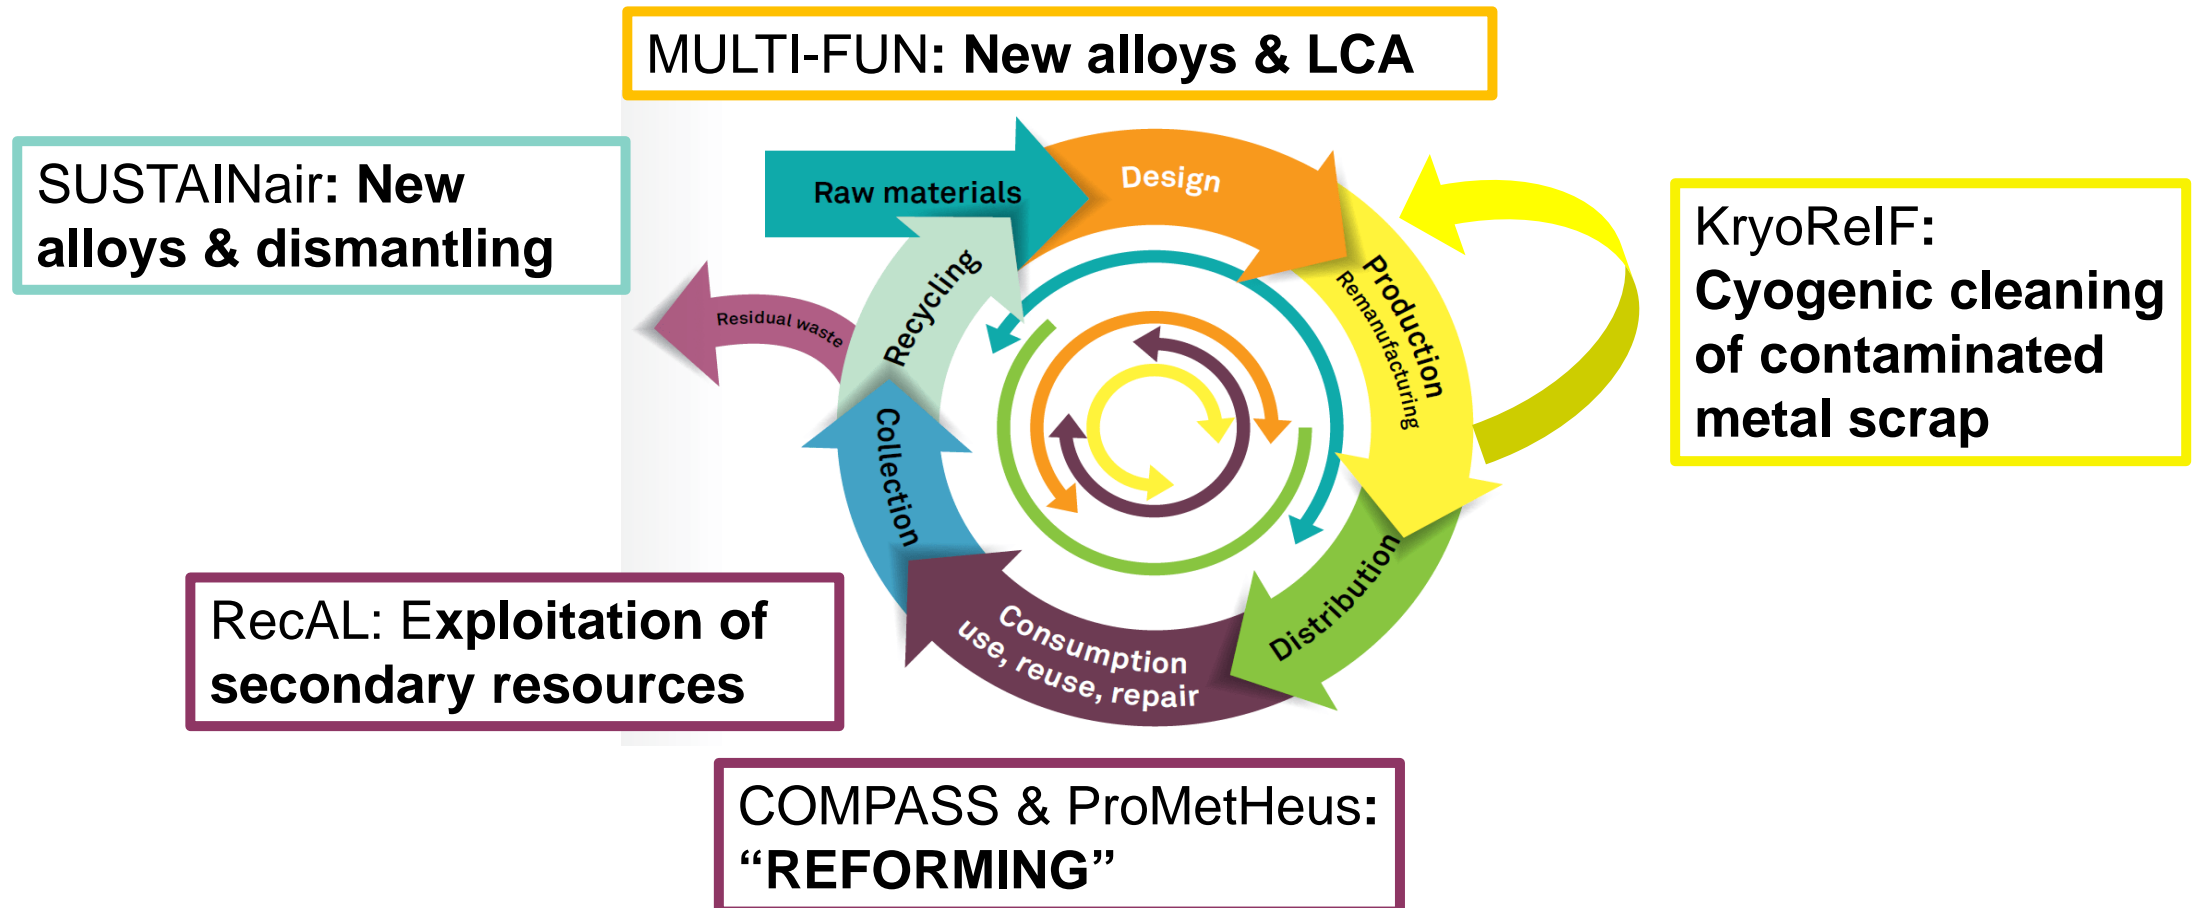 MULTI-FUN: New alloys & LCA
SUSTAINair: New
alloys & dismantling
Raw materials
Design
Production
Remanufacturing
KryoReIF:
Cyogenic cleaning
of contaminated
metal scrap
Recycling
Residual waste
Collection
Distribution
Consumption
use, reuse, repair
RecAL: Exploitation of
secondary resources
COMPASS & ProMetHeus:
“REFORMING”